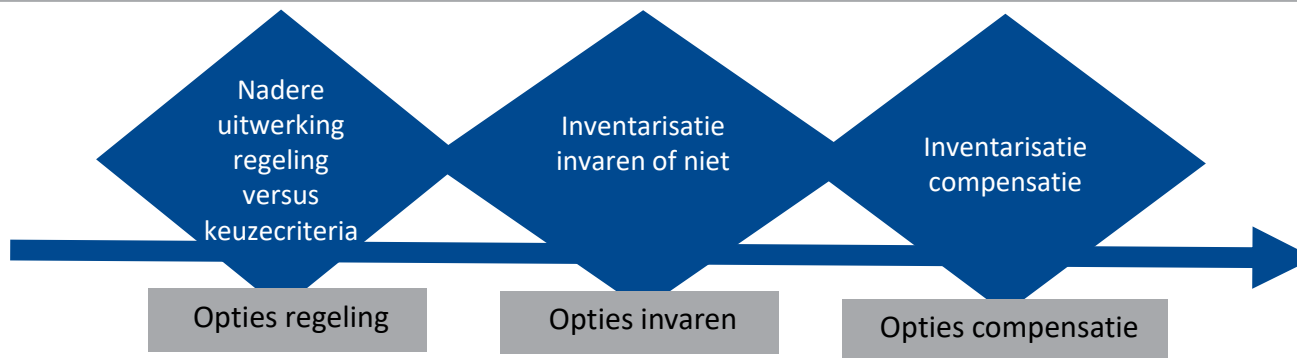 Nadere
uitwerking
regeling
versus
keuzecriteria
Inventarisatie
invaren of niet
Inventarisatie
compensatie
Opties regeling
Opties invaren
Opties compensatie